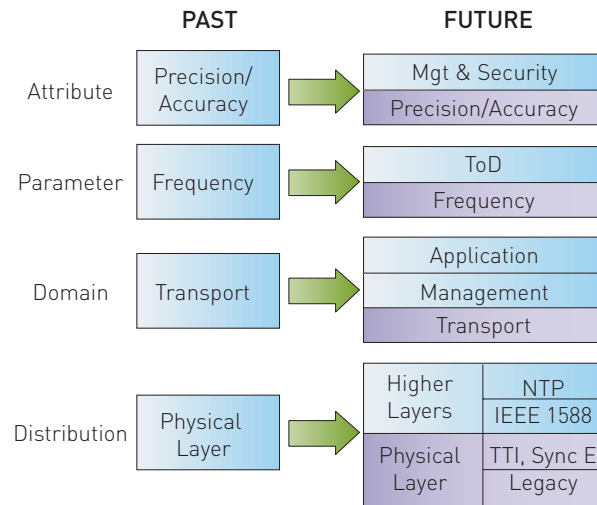 PAST
FUTURE
Attribute
Precision/
Accuracy
Mgt & Security
Precision/Accuracy
Parameter
Frequency
ToD
Frequency
Domain
Transport
Application
Management
Transport
Distribution
Physical
Layer
Higher
Layers
NTP
IEEE 1588
Physical
Layer
TTI, Sync E
Legacy